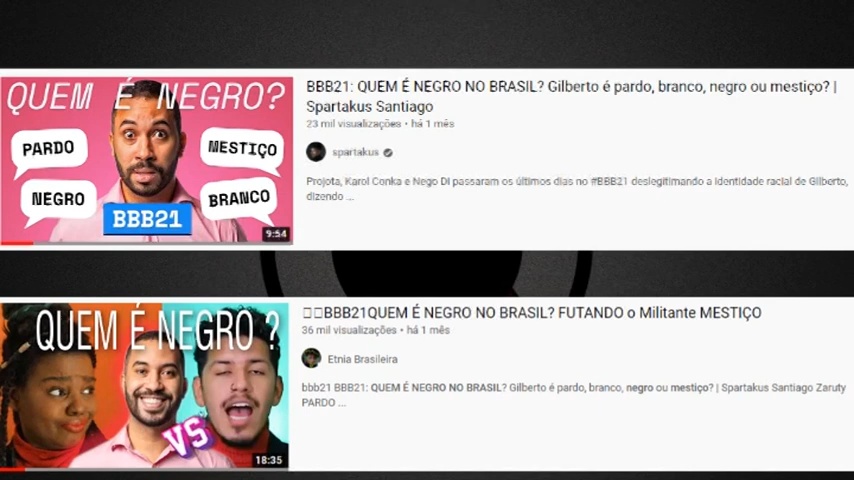 QUEM É NEGRO?
PARDO
MESTIÇO
NEGRO
BRANCO
BBB21
9:54
BBB21: QUEM É NEGRO NO BRASIL? Gilberto é pardo, branco, negro ou mestiço? |
Spartakus Santiago
23 mil visualizações • há 1 mês
spartakus
Projota, Karol Conka e Nego Di passaram os últimos dias no #BBB21 deslegitimando a identidade racial de Gilberto,
dizendo ...
QUEM É NEGRO ?
VS
18:35
BBB21QUEM É NEGRO NO BRASIL? FUTANDO o Militante MESTIÇO
36 mil visualizações • há 1 mês
Etnia Brasileira
bbb21 BBB21: QUEM É NEGRO NO BRASIL? Gilberto é pardo, branco, negro ou mestiço? | Spartakus Santiago Zaruty
PARDO ...